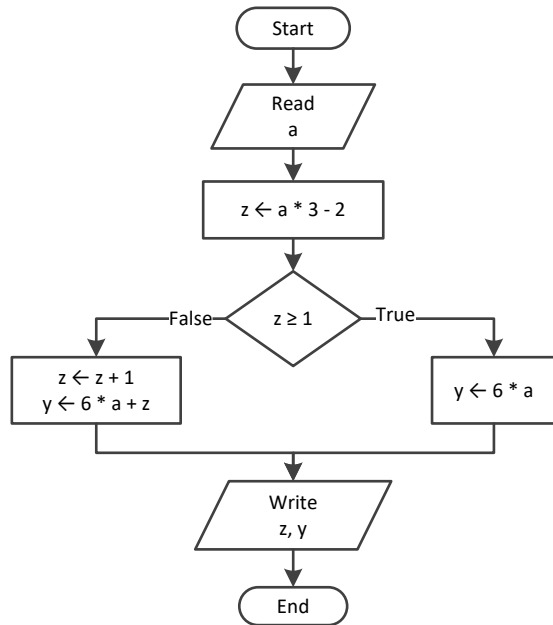 Start
Read
a
z ← a * 3 - 2
z ≥ 1
False
True
z ← z + 1
y ← 6 * a + z
y ← 6 * a
Write
z, y
End